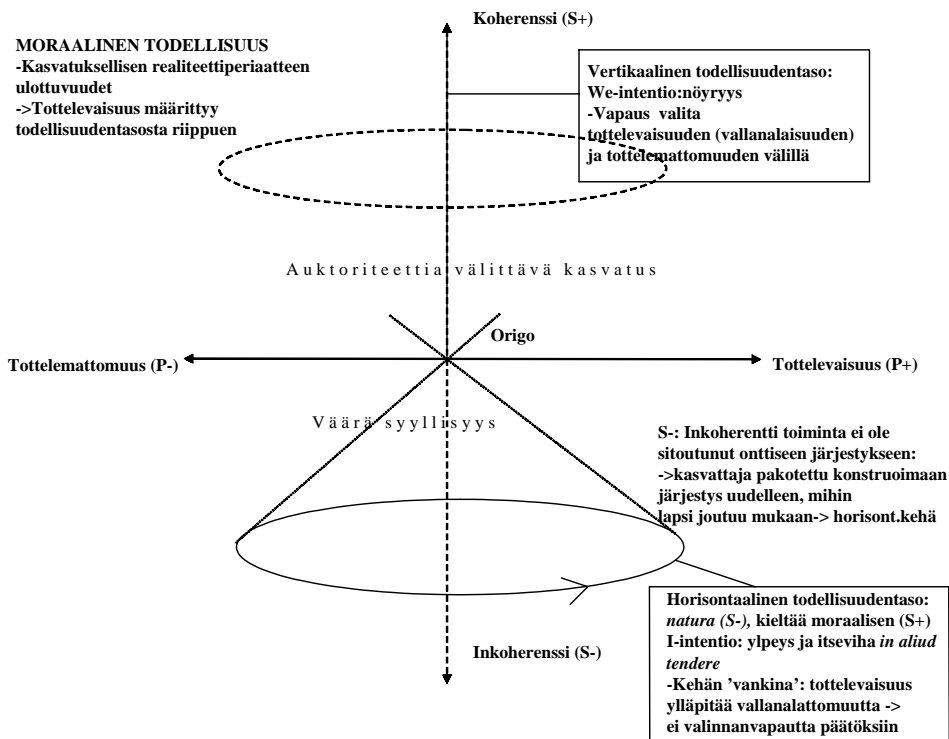 Koherenssi (S+)
MORAALINEN TODELLISUUS
-Kasvatuksellisen realiteettiperiaatteen
ulottuvuudet
->Tottelevaisuus määrittyy
todellisuudentasosta riippuen
Vertikaalinen todellisuudentaso:
We-intentio:nöyryys
-Vapaus valita
tottelevaisuuden (vallanalaisuuden)
ja tottelemattomuuden välillä
Auktoriteettia välittävä kasvatus
Origo
Tottelemattomuus (P-)
Tottelevaisuus (P+)
Väärä syyllisyys
S-: Inkoherentti toiminta ei ole
sitoutunut onttiseen järjestykseen:
->kasvattaja pakotettu konstruoimaan
järjestys uudelleen, mihin
lapsi joutuu mukaan-> horisont.kehä
Horisontaalinen todellisuudentaso:
natura (S-), kieltää moraalisen (S+)
I-intentio: ylpeys ja itseviha in aliud
tendere
-Kehän 'vankina': tottelevaisuus
ylläpitää vallanalattomuutta ->
ei valinnanvapautta päätöksiin
Inkoherenssi (S-)